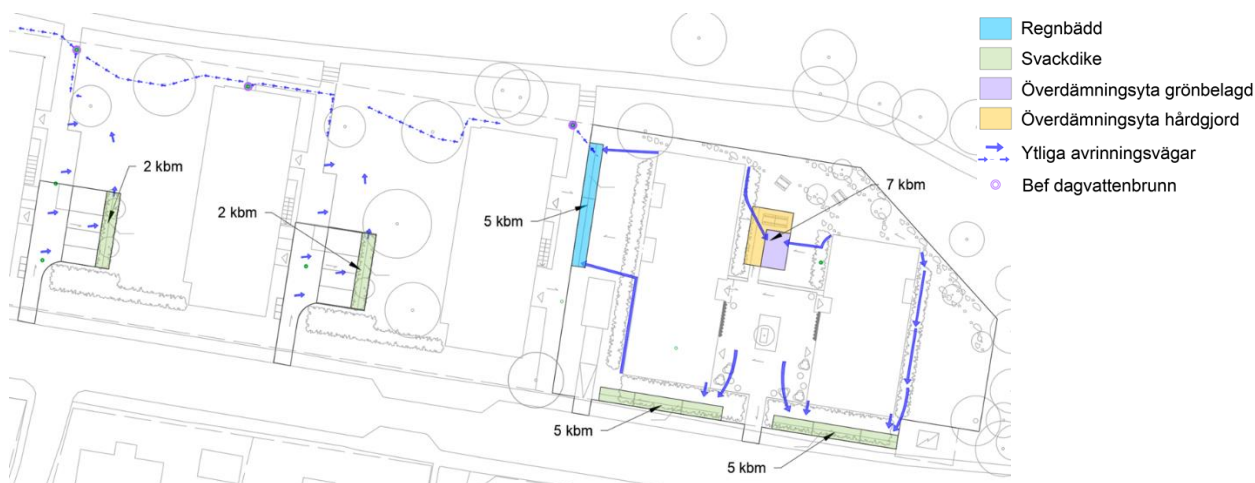 Regnbädd
Svackdike
Överdämningsyta grönbelagd
Överdämningsyta hårdgjord
Ytliga avrinningsvägar
Bef dagvattenbrunn
2 kbm
2 kbm
5 kbm
7 kbm
5 kbm
5 kbm